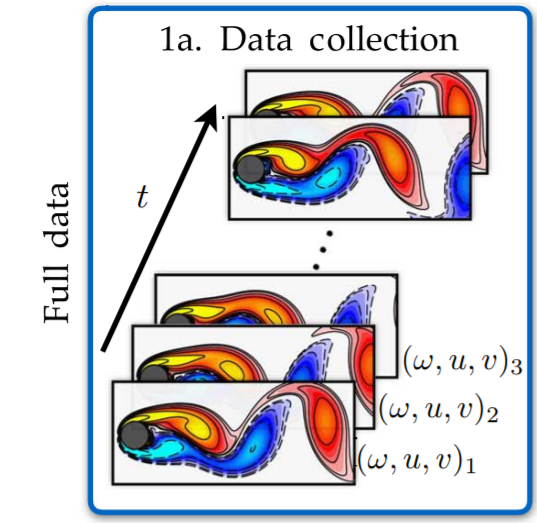 1a. Data collection
Full data
t
(ω, u, v)₃
(ω, u, v)₂
(ω, u, v)₁